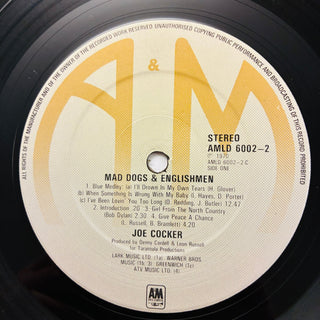 ALL RIGHTS OF THE MANUFACTURER AND OF THE OWNER OF THE RECORDED WORK RESERVED UNAUTHORISED COPYING PUBLIC PERFORMANCE AND BROADCASTING OF THIS RECORD PROHIBITED
A&M
STEREO
AMLD 6002-2
℗ 1970
AMLD 6002-2 C
SIDE ONE
MAD DOGS & ENGLISHMEN
1. Blue Medley: (a) I'll Drown In My Own Tears (H. Glover)
(b) When Something Is Wrong with My Baby (I. Hayes, D. Porter)
(c) I've Been Lovin' You Too Long (O. Redding, J. Butler) 12.47
2. Introduction .20 3. Girl From The North Country
(Bob Dylan) 2.30 4. Give Peace A Chance
(L. Russell, B. Bramlett) 4.20
JOE COCKER
Produced by Denny Cordell & Leon Russell
for Tarantula Productions
LARK MUSIC LTD. (1a) WARNER BROS.
MUSIC (1b, 3) GREENWICH (1c)
ATV MUSIC LTD. (4)
A&M